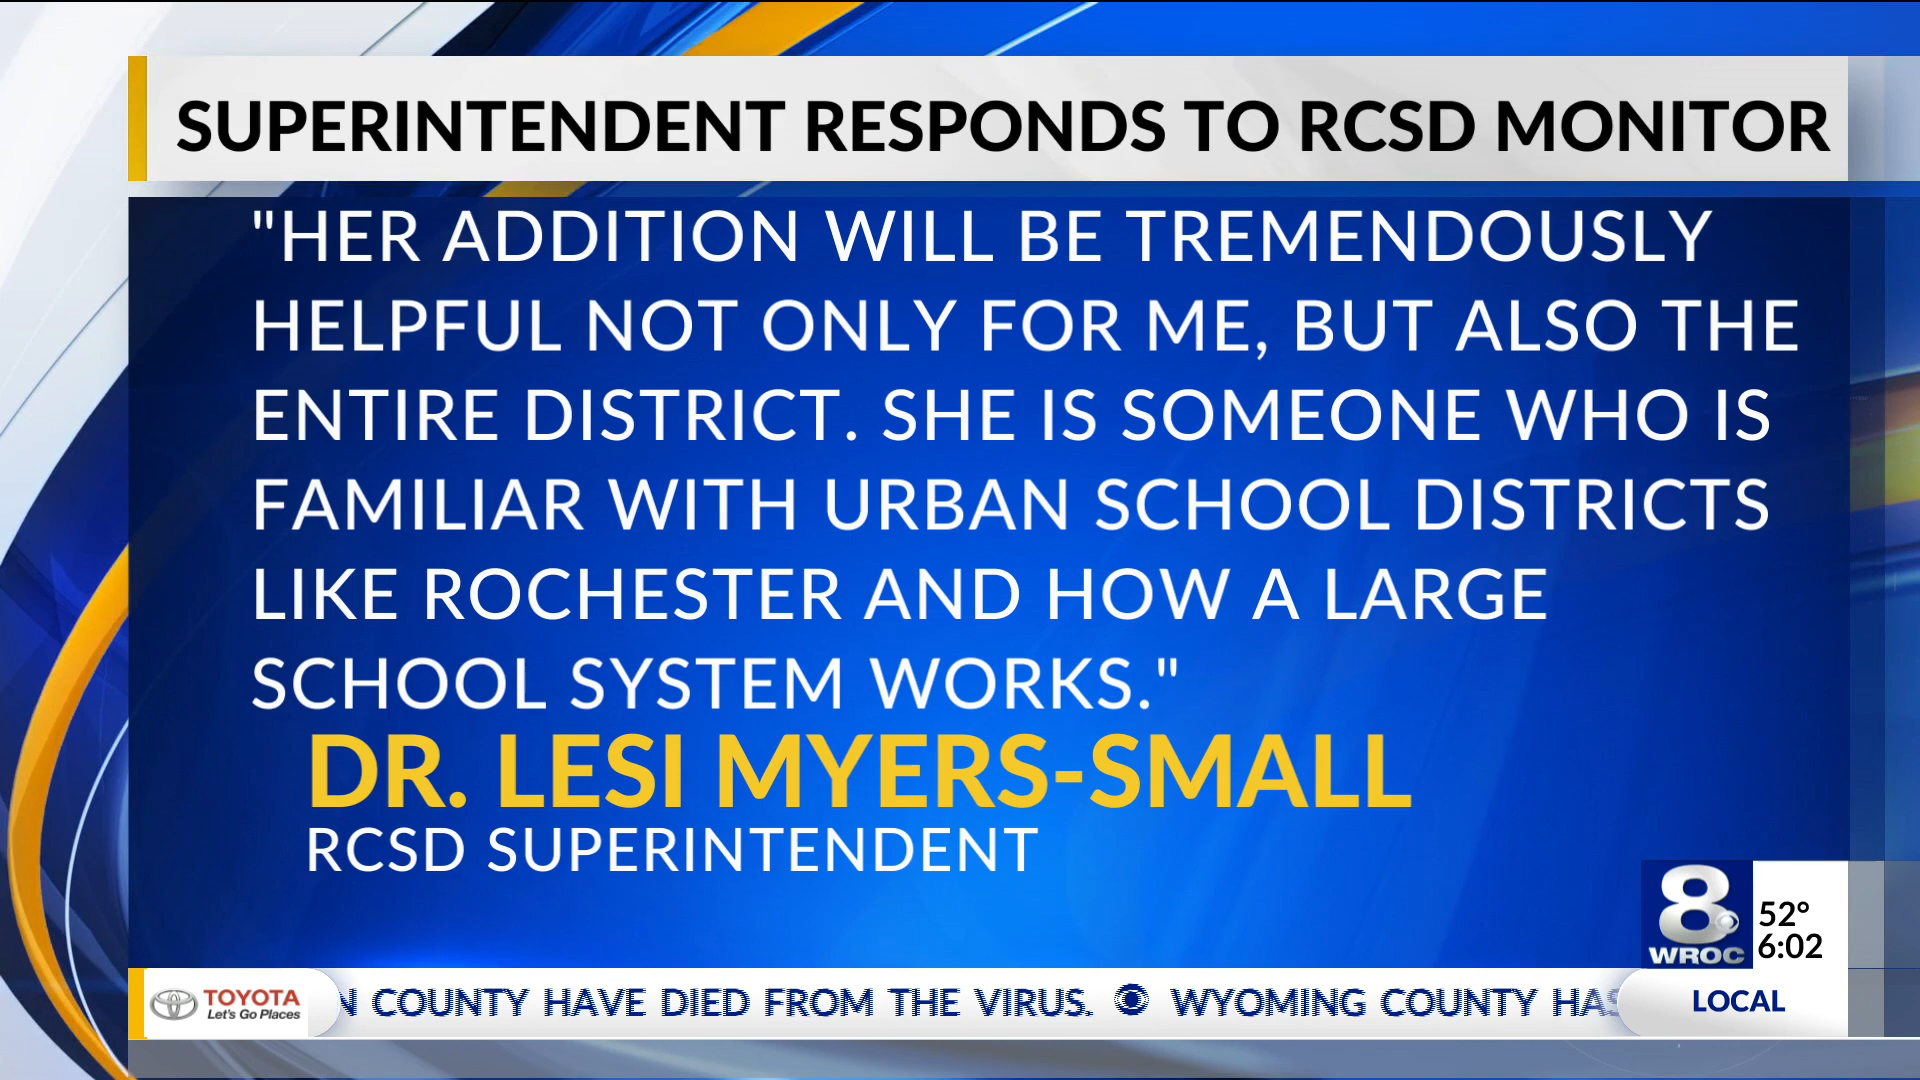 SUPERINTENDENT RESPONDS TO RCSD MONITOR
"HER ADDITION WILL BE TREMENDOUSLY
HELPFUL NOT ONLY FOR ME, BUT ALSO THE
ENTIRE DISTRICT. SHE IS SOMEONE WHO IS
FAMILIAR WITH URBAN SCHOOL DISTRICTS
LIKE ROCHESTER AND HOW A LARGE
SCHOOL SYSTEM WORKS."
DR. LESI MYERS-SMALL
RCSD SUPERINTENDENT
8
WROC
52°
6:02
TOYOTA
Let's Go Places
N COUNTY HAVE DIED FROM THE VIRUS. WYOMING COUNTY HAS
LOCAL